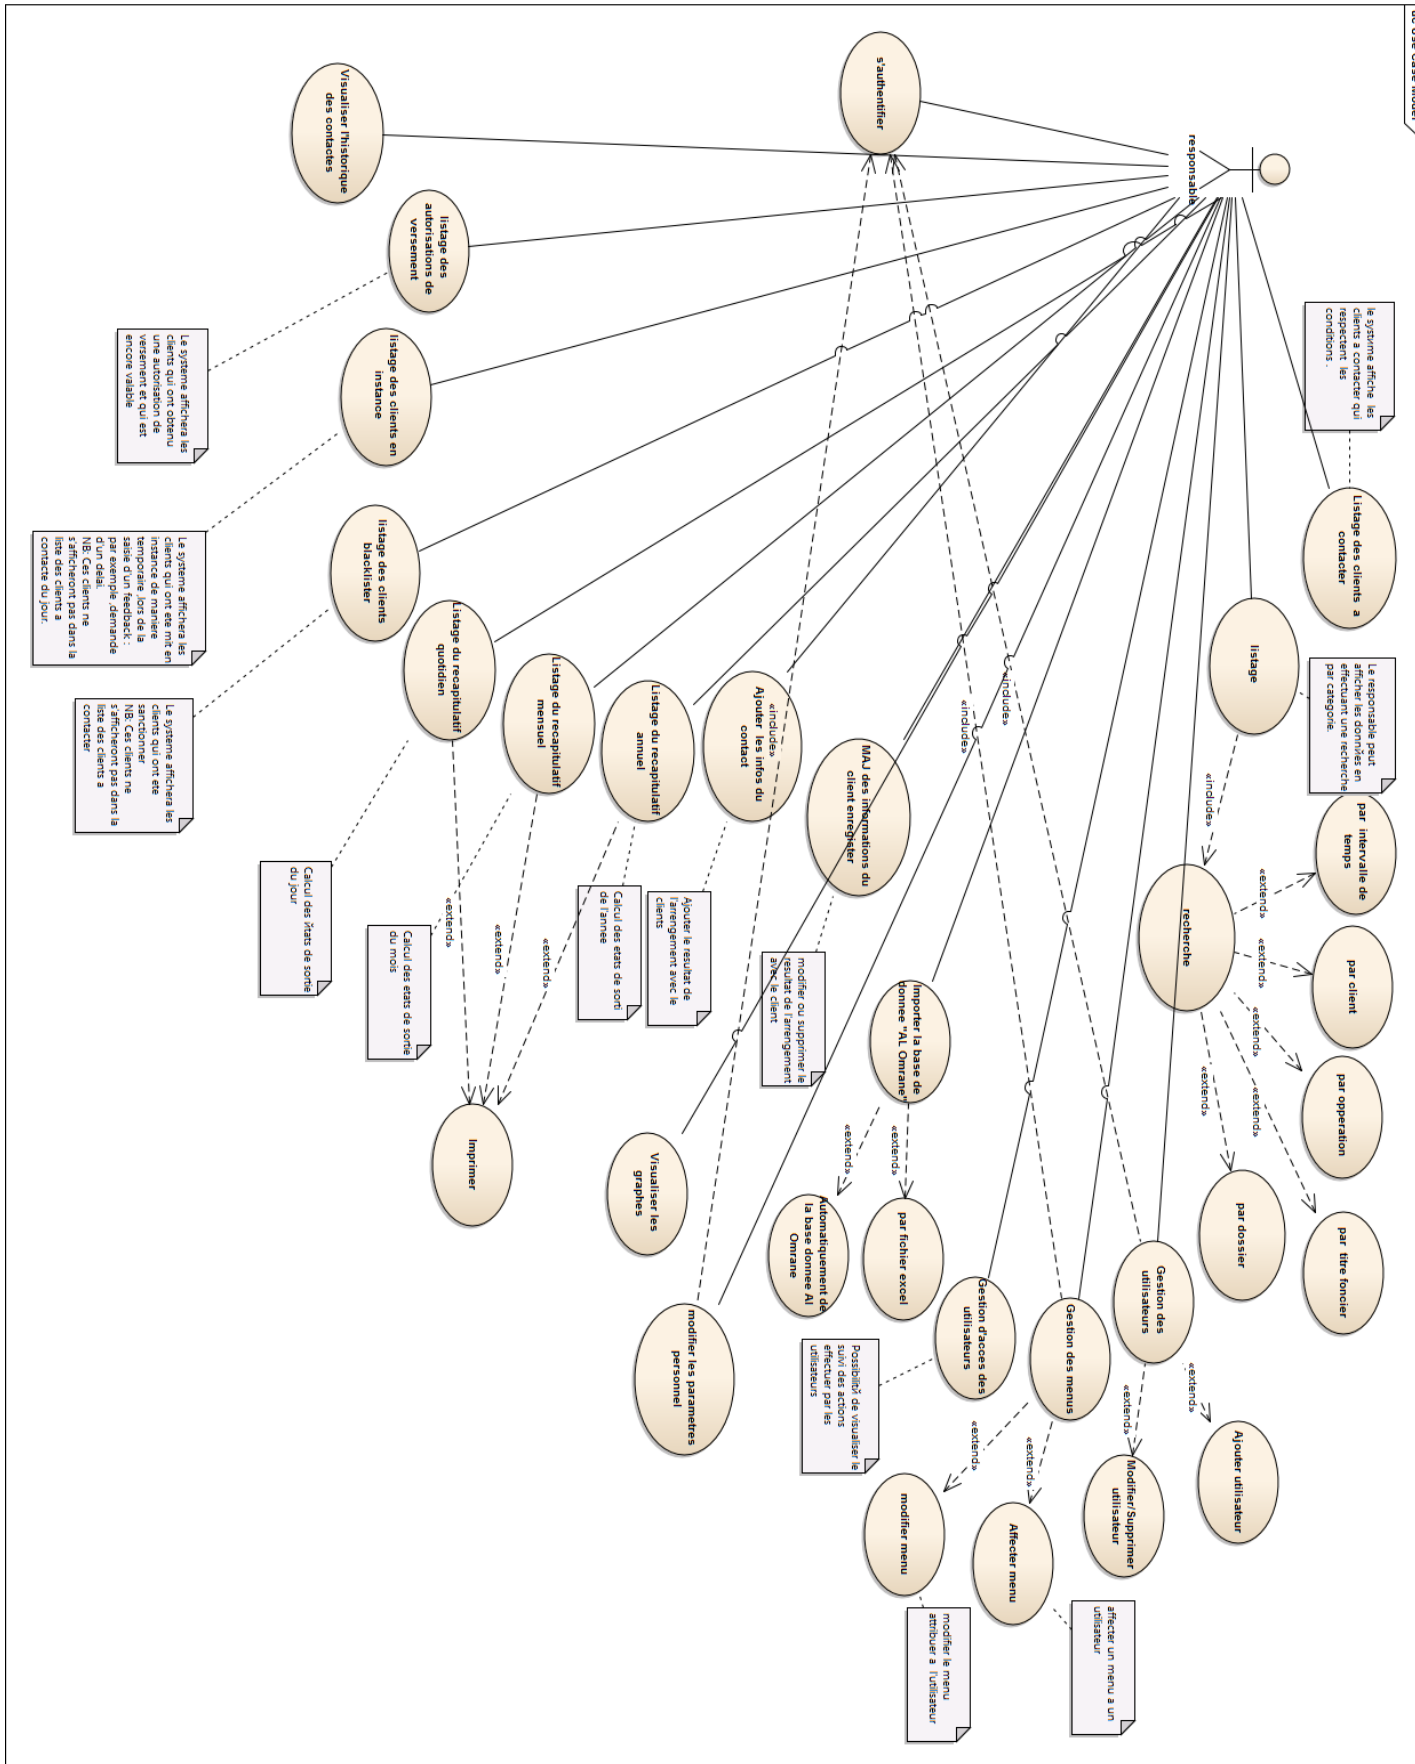 uc Use Case Model
responsable
s'authentifier
Visualiser l'historique
des contactes
listage des
autorisations de
versement
Le systeme affichera les
clients qui ont obtenu
une autorisation de
versement et qui est
encore valable
listage des clients en
instance
Le systeme affichera les
clients qui ont ete mit en
instance de maniere
temporaire ,lors de la
saisie d'un feedback :
par exemple ,demande
d'un delai.
NB: Ces clients ne
s'afficheront pas dans la
liste des clients a
contacte du jour.
listage des clients
blacklister
Le systeme affichera les
clients qui ont ete
sanctionner
NB: Ces clients ne
s'afficheront pas dans la
liste des clients a
contacter
Listage du recapitulatif
quotidien
Calcul des йtats de sortie
du jour
Listage du recapitulatif
mensuel
Calcul des etats de sortie
du mois
Listage du recapitulatif
annuel
Calcul des etats de sorti
de l'annee
«extend»
«extend»
«extend»
Imprimer
Ajouter les infos du
contact
Ajouter le resultat de
l'arrengement avec le
clients
MAJ des informations du
client enregister
modifier ou supprimer le
resultat de l'arrengement
avec le client
«include»
«include»
«include»
Visualiser les
graphes
modifier les parametres
personnel
Importer la base de
donnee "AL Omrane"
«extend»
«extend»
Automatiquement de
la base donnee Al
Omrane
par fichier excel
Gestion d'acces des
utilisateurs
Possibilitй de visualiser le
suivi des actions
effectuer par les
utilisateurs
Gestion des menus
«extend»
«extend»
modifier menu
modifier le menu
attribuer a l'utilisateur
Affecter menu
affecter un menu a un
utilisateur
Gestion des
utilisateurs
«extend»
«extend»
Modifier/Supprimer
utilisateur
Ajouter utilisateur
listage
Le responsable peut
afficher les donnйes en
effectuant une recherche
par categorie.
«include»
recherche
«extend»
«extend»
«extend»
«extend»
«extend»
par intervalle de
temps
par client
par opperation
par titre foncier
par dossier
Listage des clients a
contacter
le systиme affiche les
clients a contacter qui
respectent les
conditions .